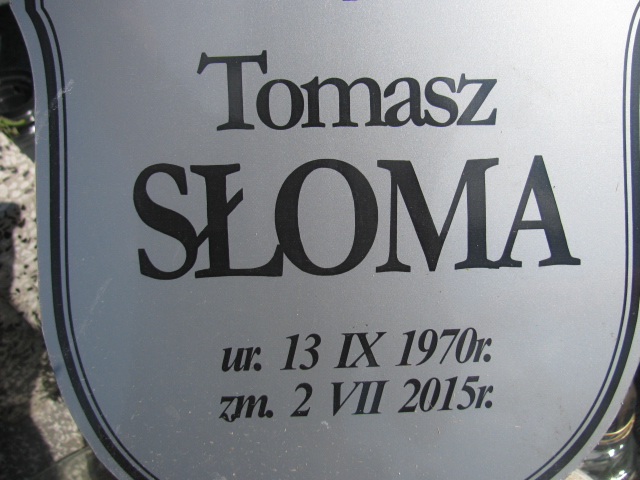 Tomasz
SŁOMA
ur. 13 IX 1970r.
zm. 2 VII 2015r.